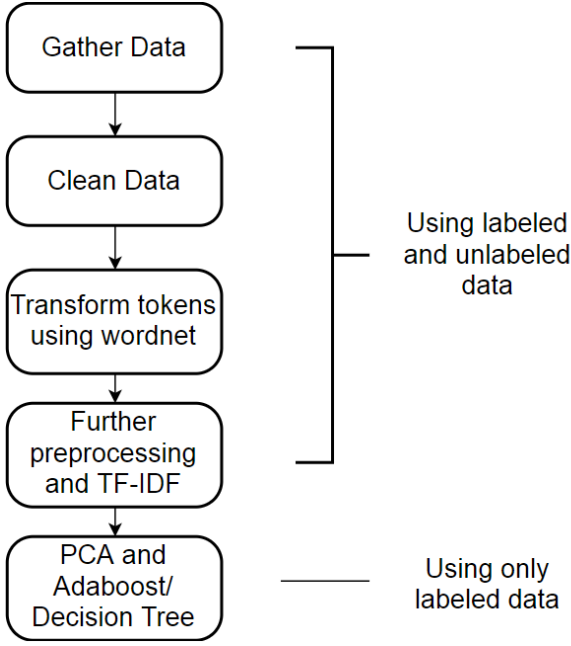 Gather Data
Clean Data
Transform tokens
using wordnet
Further
preprocessing
and TF-IDF
PCA and
Adaboost/
Decision Tree
Using labeled
and unlabeled
data
Using only
labeled data